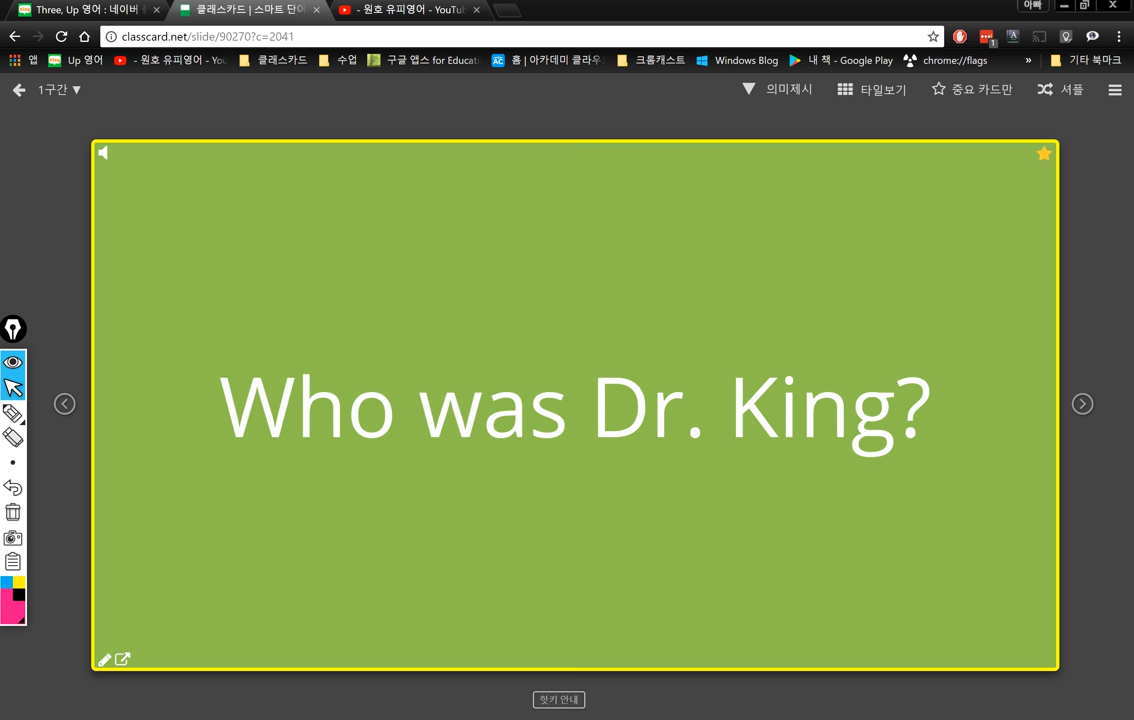 Three, Up 영어 : 네이버
클래스카드 | 스마트 단어
- 원호 유피영어 - YouTu
아빠
classcard.net/slide/90270?c=2041
앱
Up 영어
- 원호 유피영어 - You
클래스카드
수업
구글 앱스 for Educati
홈 | 아카데미 클라우
크롬캐스트
Windows Blog
내 책 - Google Play
chrome://flags
»
기타 북마크
1구간 ▼
의미제시
타일보기
중요 카드만
셔플
Who was Dr. King?
핫키 안내